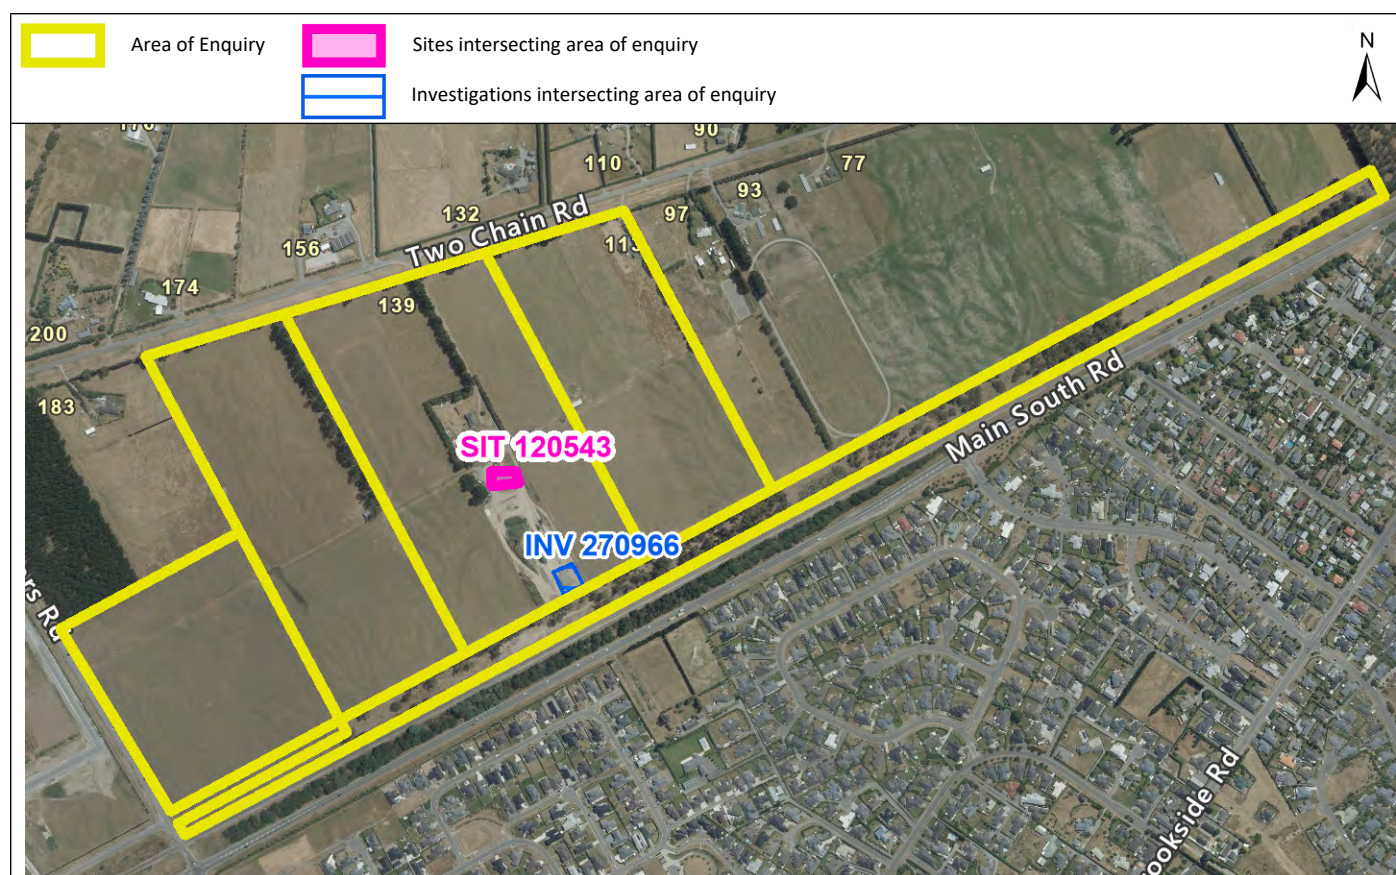 Area of Enquiry
Sites intersecting area of enquiry
N
Investigations intersecting area of enquiry
90
110
77
93
132
97
Two Chain Rd
156
174
139
200
183
SIT 120543
Main South Rd
INV 270966